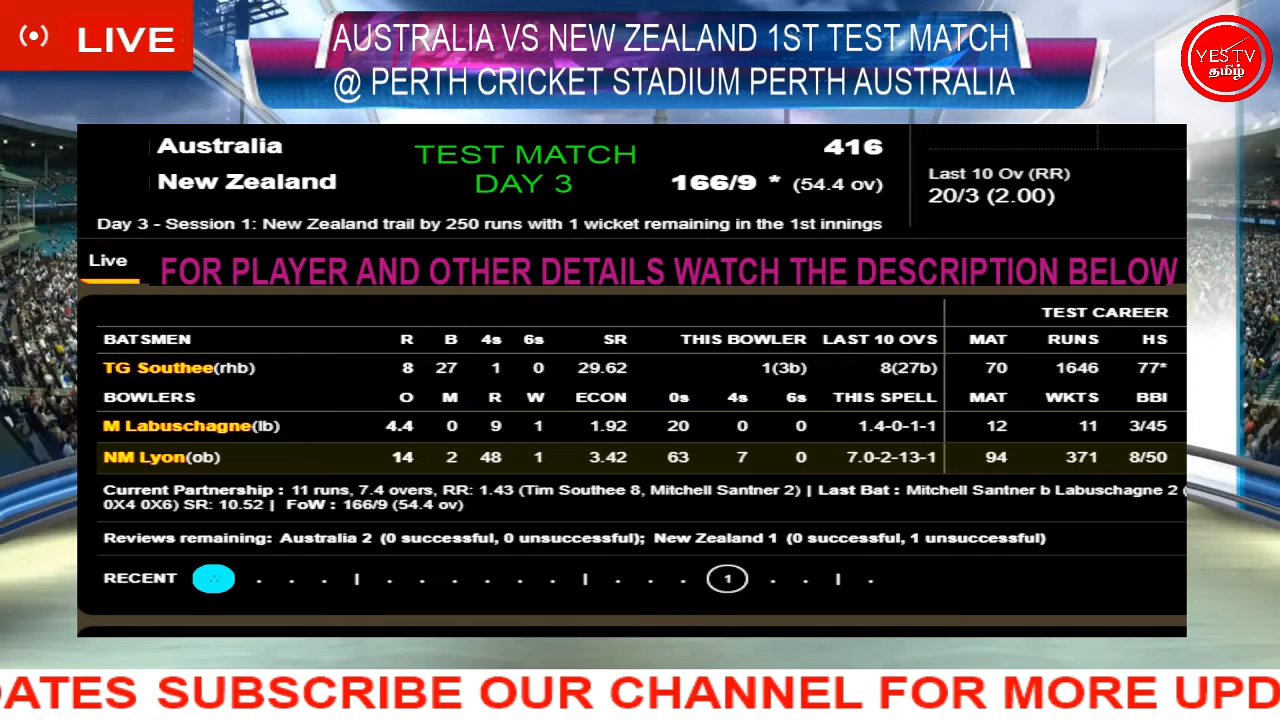 LIVE
AUSTRALIA VS NEW ZEALAND 1ST TEST MATCH
@ PERTH CRICKET STADIUM PERTH AUSTRALIA
YES TV
தமிழ்
Australia TEST MATCH 416
New Zealand DAY 3 166/9 * (54.4 ov)
Last 10 Ov (RR)
20/3 (2.00)
Day 3 - Session 1: New Zealand trail by 250 runs with 1 wicket remaining in the 1st innings
Live FOR PLAYER AND OTHER DETAILS WATCH THE DESCRIPTION BELOW
TEST CAREER
BATSMEN R B 4s 6s SR THIS BOWLER LAST 10 OVS MAT RUNS HS
TG Southee(rhb) 8 27 1 0 29.62 1(3b) 8(27b) 70 1646 77*
BOWLERS O M R W ECON 0s 4s 6s THIS SPELL MAT WKTS BBI
M Labuschagne(lb) 4.4 0 9 1 1.92 20 0 0 1.4-0-1-1 12 11 3/45
NM Lyon(ob) 14 2 48 1 3.42 63 7 0 7.0-2-13-1 94 371 8/50
Current Partnership : 11 runs, 7.4 overs, RR: 1.43 (Tim Southee 8, Mitchell Santner 2) | Last Bat : Mitchell Santner b Labuschagne 2 (
0X4 0X6) SR: 10.52 | FoW : 166/9 (54.4 ov)
Reviews remaining: Australia 2 (0 successful, 0 unsuccessful); New Zealand 1 (0 successful, 1 unsuccessful)
RECENT . . . | . . . . . . | . . . 1 . . | .
DATES SUBSCRIBE OUR CHANNEL FOR MORE UPD